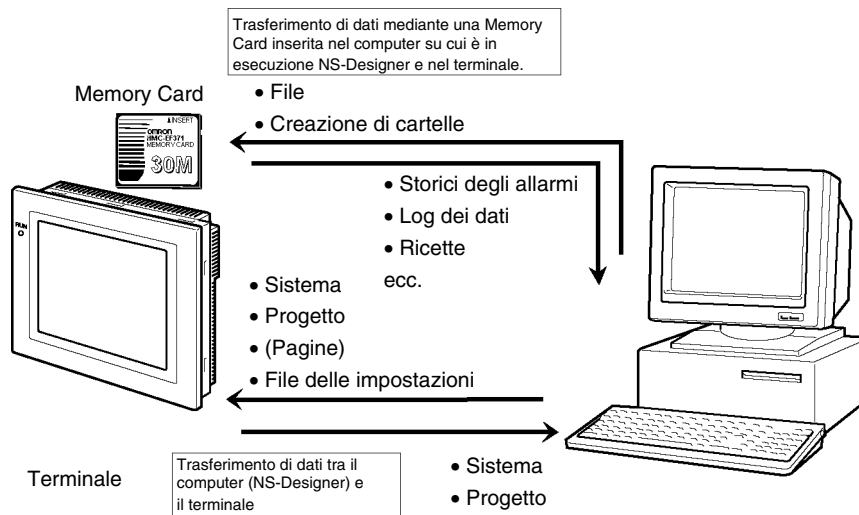 Trasferimento di dati mediante una Memory
Card inserita nel computer su cui è in
esecuzione NS-Designer e nel terminale.
Memory Card
• File
• Creazione di cartelle
▲INSERT
OMRON
HMC-EF371
MEMORY CARD
30M
• Storici degli allarmi
• Log dei dati
• Ricette
ecc.
RUN
• Sistema
• Progetto
• (Pagine)
• File delle impostazioni
Terminale
Trasferimento di dati tra il
computer (NS-Designer) e
il terminale
• Sistema
• Progetto